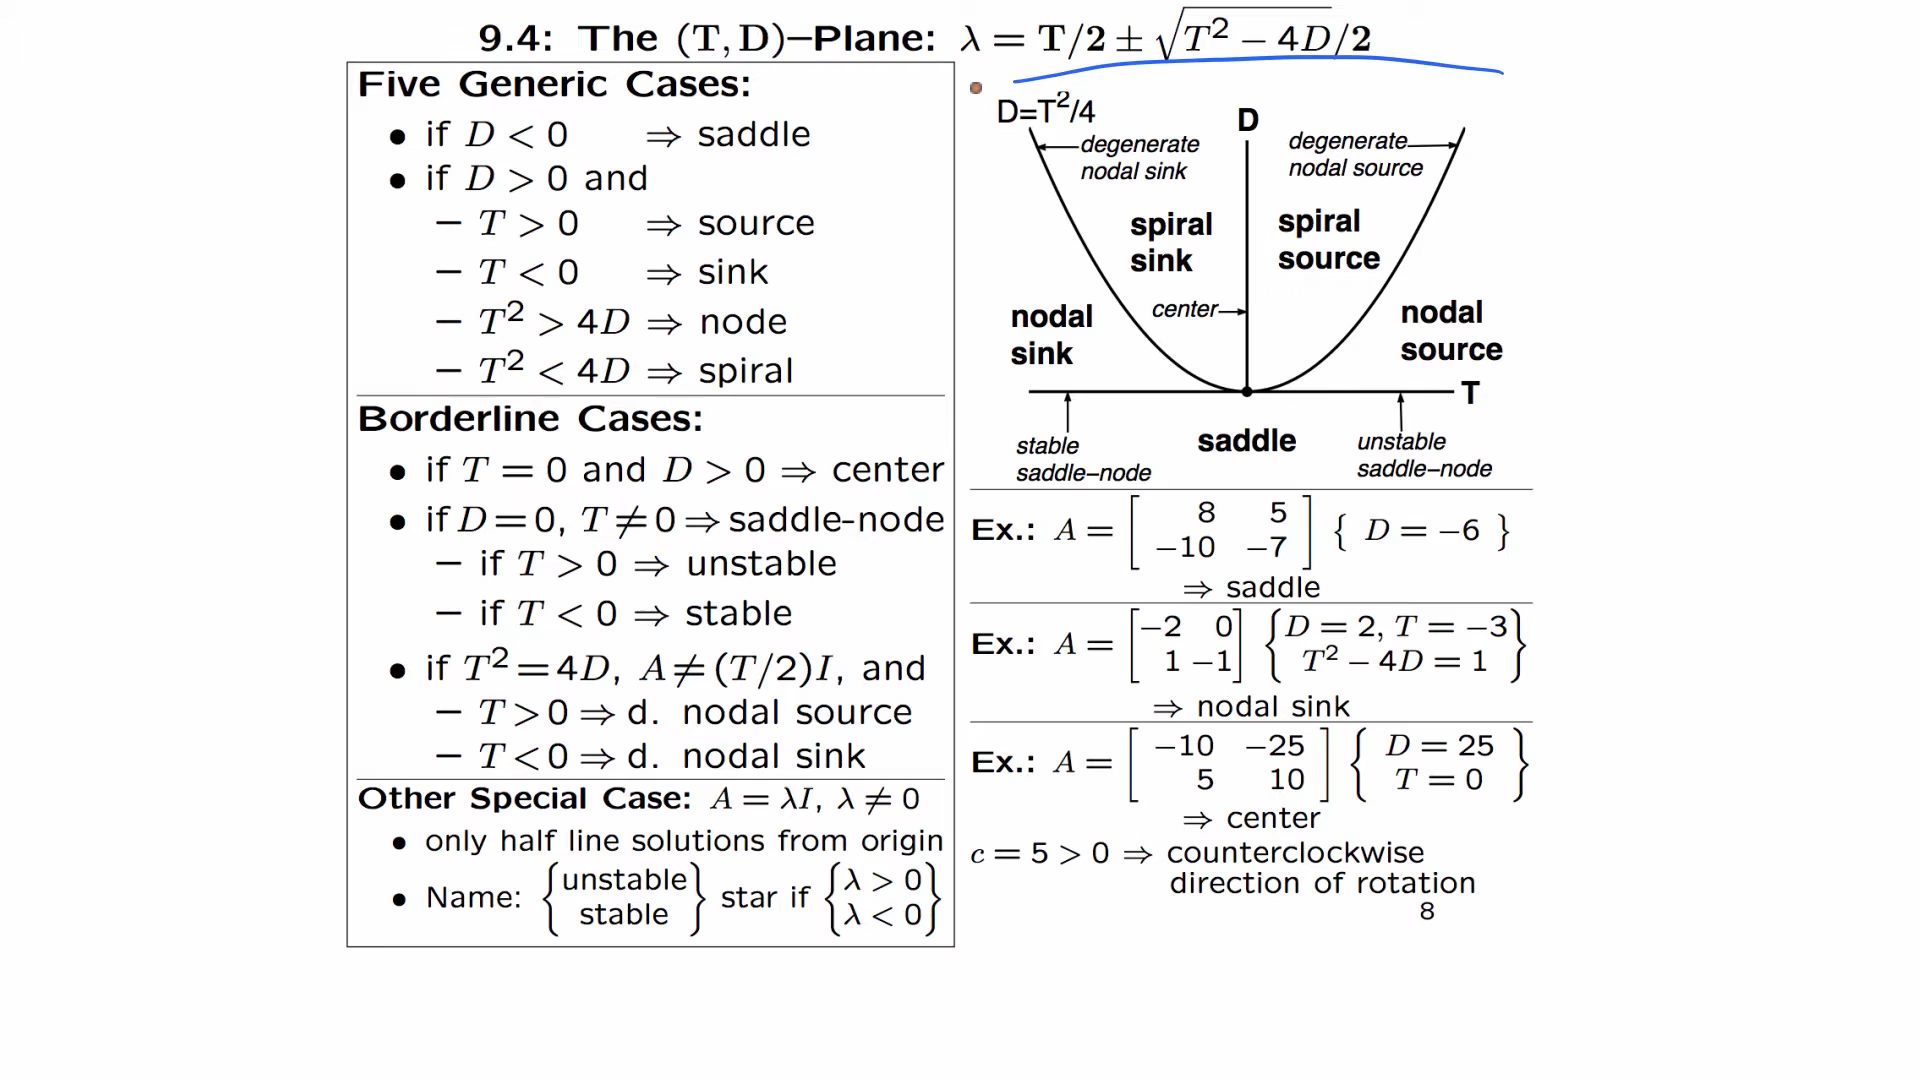 9.4: The (T, D)–Plane: λ = T/2 ± √(T² − 4D)/2
Five Generic Cases:
• if D < 0 ⇒ saddle
• if D > 0 and
– T > 0 ⇒ source
– T < 0 ⇒ sink
– T² > 4D ⇒ node
– T² < 4D ⇒ spiral
Borderline Cases:
• if T = 0 and D > 0 ⇒ center
• if D = 0, T ≠ 0 ⇒ saddle-node
– if T > 0 ⇒ unstable
– if T < 0 ⇒ stable
• if T² = 4D, A ≠ (T/2)I, and
– T > 0 ⇒ d. nodal source
– T < 0 ⇒ d. nodal sink
Other Special Case: A = λI, λ ≠ 0
• only half line solutions from origin
• Name: {unstable stable} star if {λ > 0 λ < 0}
D=T²/4
D
degenerate
nodal sink
degenerate
nodal source
spiral
sink
spiral
source
center
nodal
sink
nodal
source
T
stable
saddle–node
saddle
unstable
saddle–node
Ex.: A = [8 5
−10 −7] { D = −6 }
⇒ saddle
Ex.: A = [−2 0
1 −1] {D = 2, T = −3
T² − 4D = 1}
⇒ nodal sink
Ex.: A = [−10 −25
5 10] { D = 25
T = 0 }
⇒ center
c = 5 > 0 ⇒ counterclockwise
direction of rotation
8